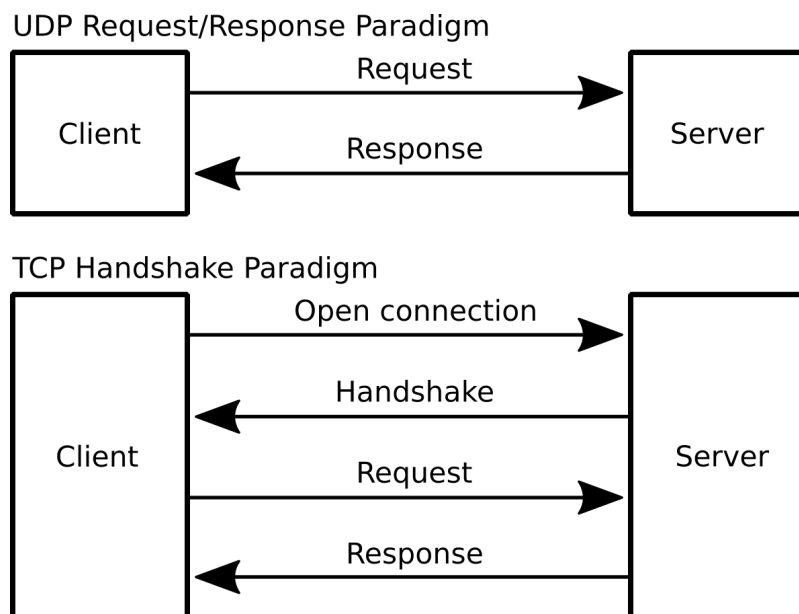 UDP Request/Response Paradigm
Request
Client
Server
Response
TCP Handshake Paradigm
Open connection
Handshake
Client
Server
Request
Response